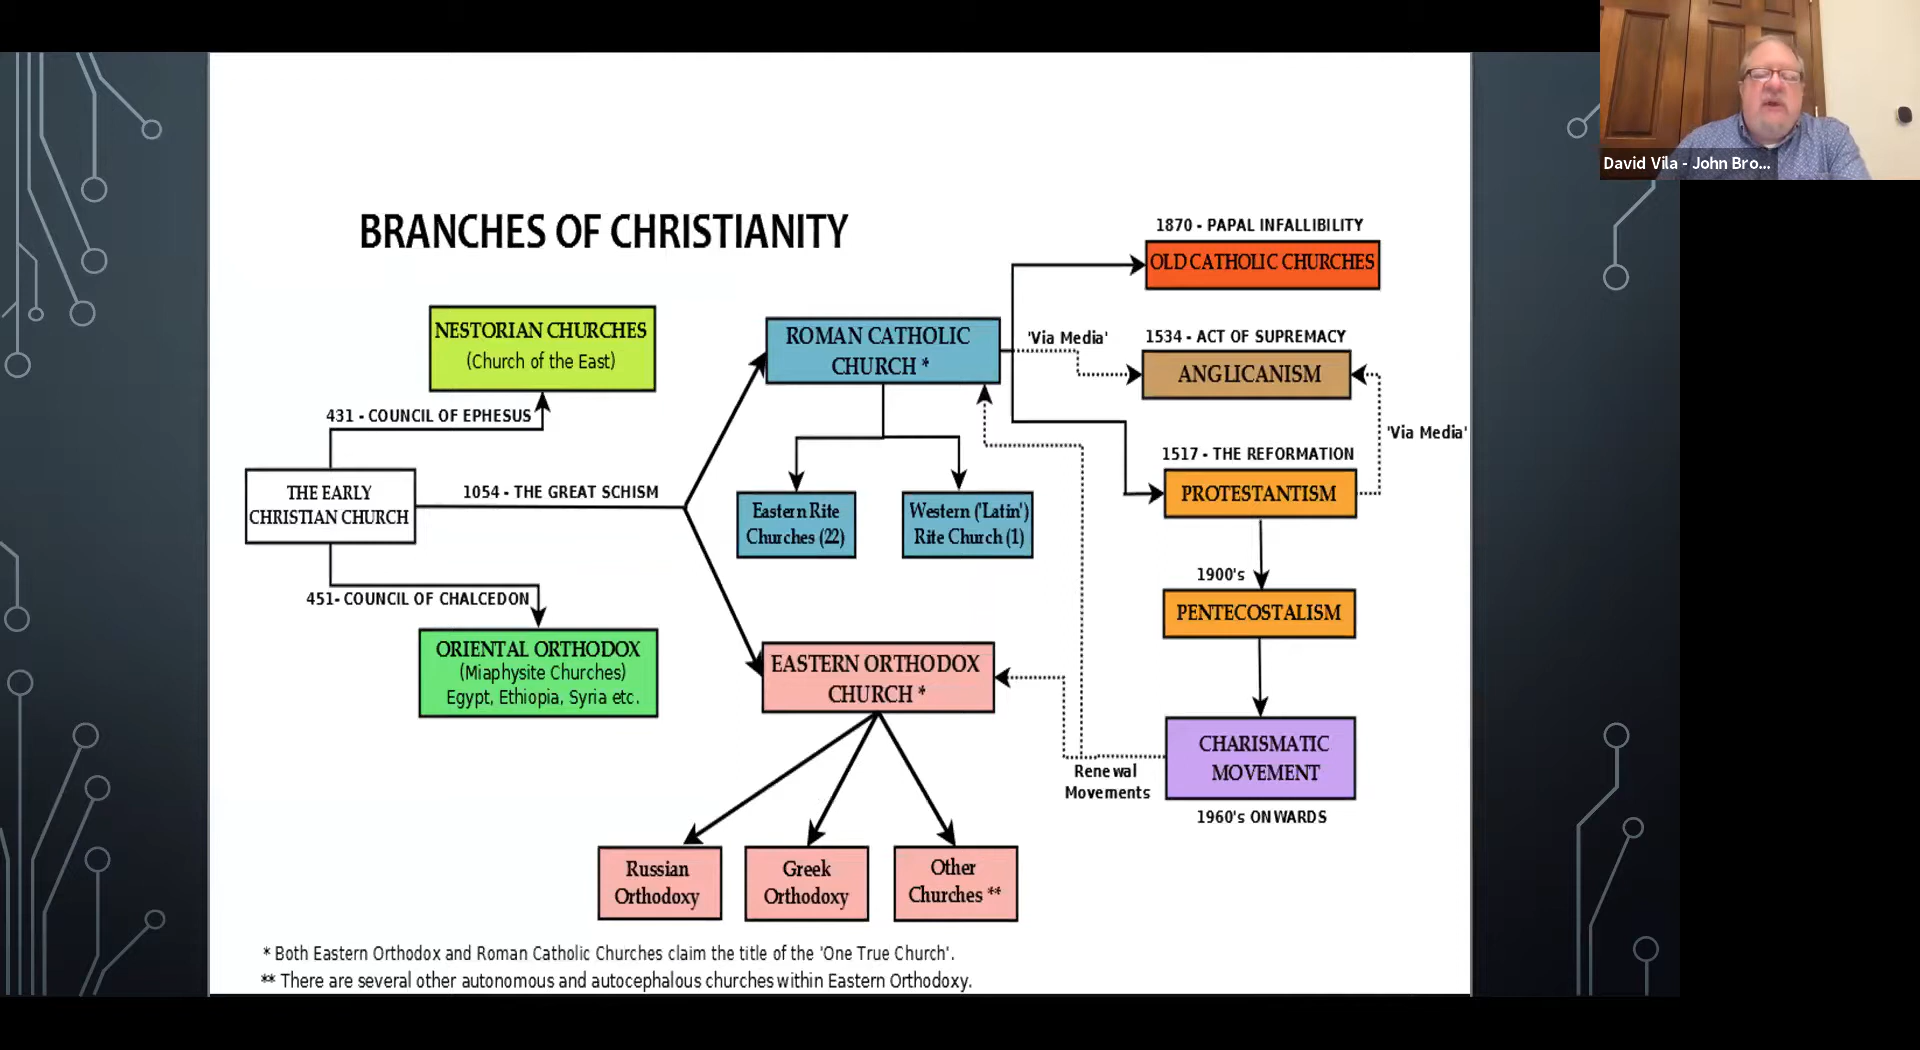 David Vila - John Bro...
BRANCHES OF CHRISTIANITY
1870 - PAPAL INFALLIBILITY
OLD CATHOLIC CHURCHES
NESTORIAN CHURCHES
(Church of the East)
ROMAN CATHOLIC
CHURCH *
'Via Media'
1534 - ACT OF SUPREMACY
ANGLICANISM
431 - COUNCIL OF EPHESUS
'Via Media'
1517 - THE REFORMATION
PROTESTANTISM
THE EARLY
CHRISTIAN CHURCH
1054 - THE GREAT SCHISM
Eastern Rite
Churches (22)
Western ('Latin')
Rite Church (1)
1900's
PENTECOSTALISM
451- COUNCIL OF CHALCEDON
ORIENTAL ORTHODOX
(Miaphysite Churches)
Egypt, Ethiopia, Syria etc.
EASTERN ORTHODOX
CHURCH *
CHARISMATIC
MOVEMENT
Renewal
Movements
1960's ONWARDS
Russian
Orthodoxy
Greek
Orthodoxy
Other
Churches **
* Both Eastern Orthodox and Roman Catholic Churches claim the title of the 'One True Church'.
** There are several other autonomous and autocephalous churches within Eastern Orthodoxy.